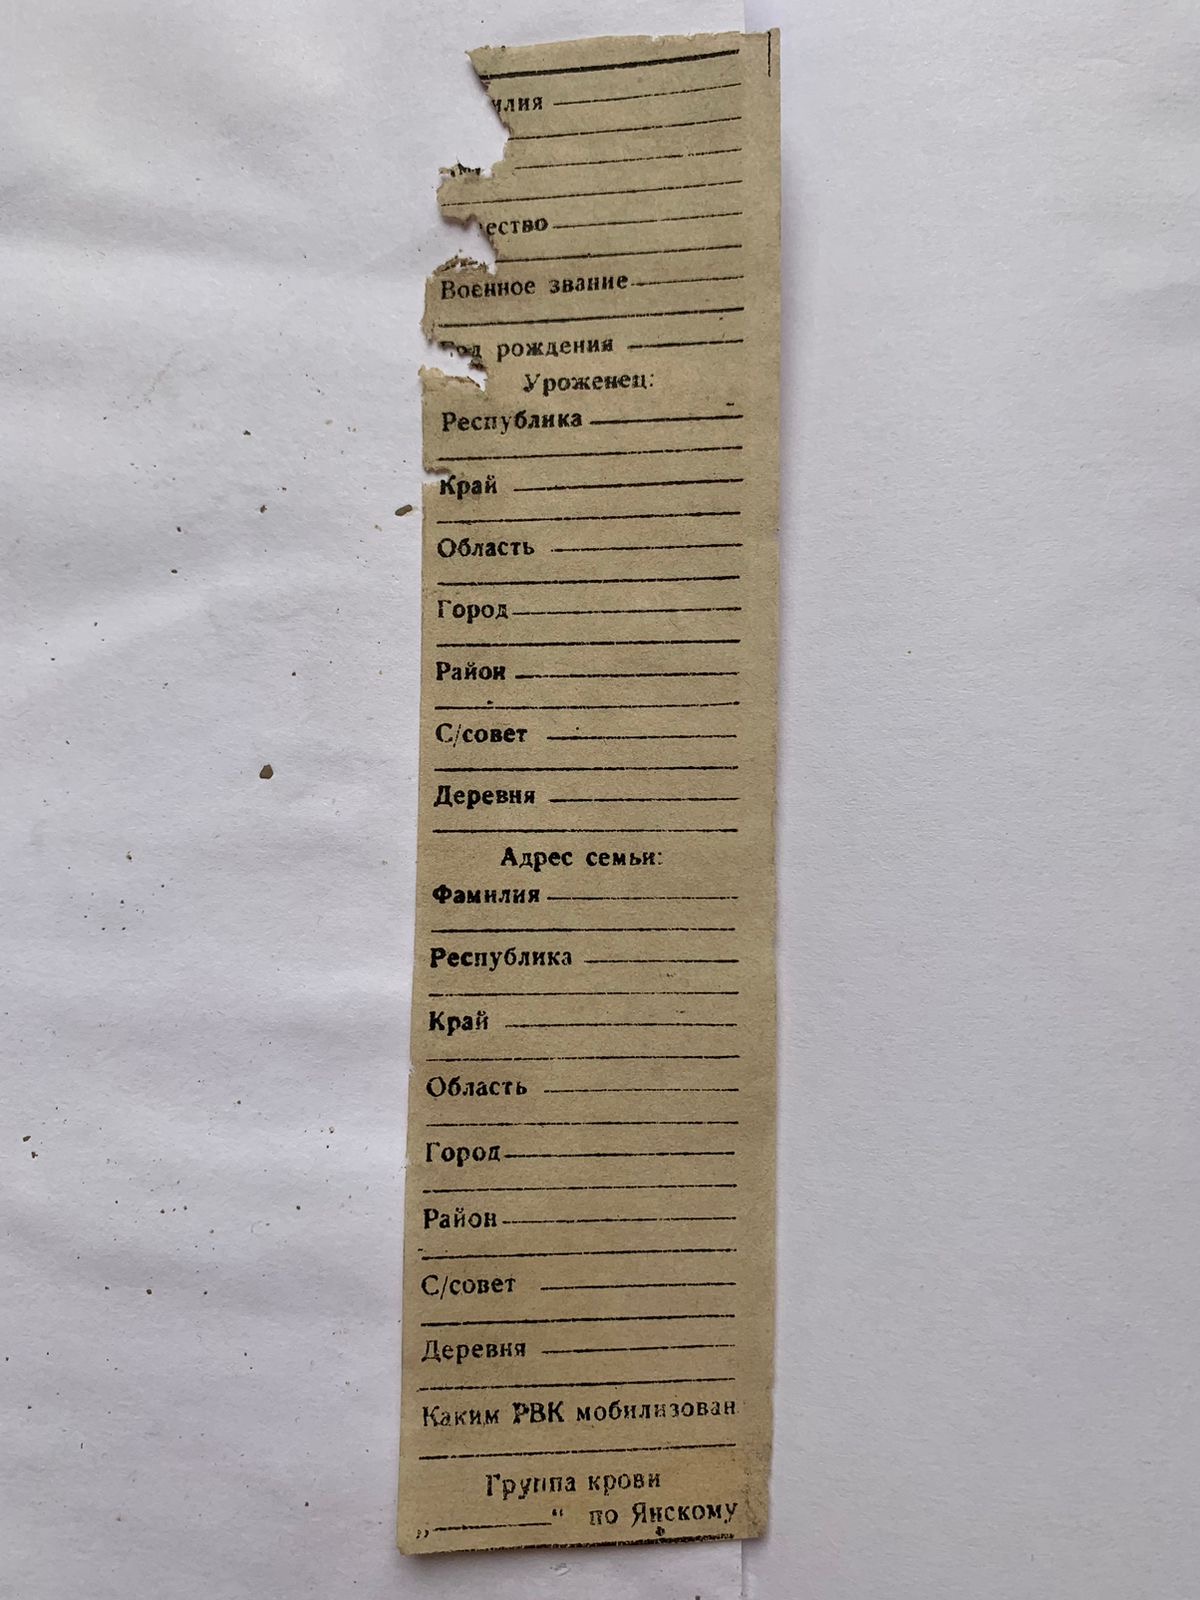 илия
ество
Военное звание
Год рождения
Уроженец:
Республика
Край
Область
Город
Район
С/совет
Деревня
Адрес семьи:
Фамилия
Республика
Край
Область
Город
Район
С/совет
Деревня
Каким РВК мобилизован
Группа крови
„ “ по Янскому